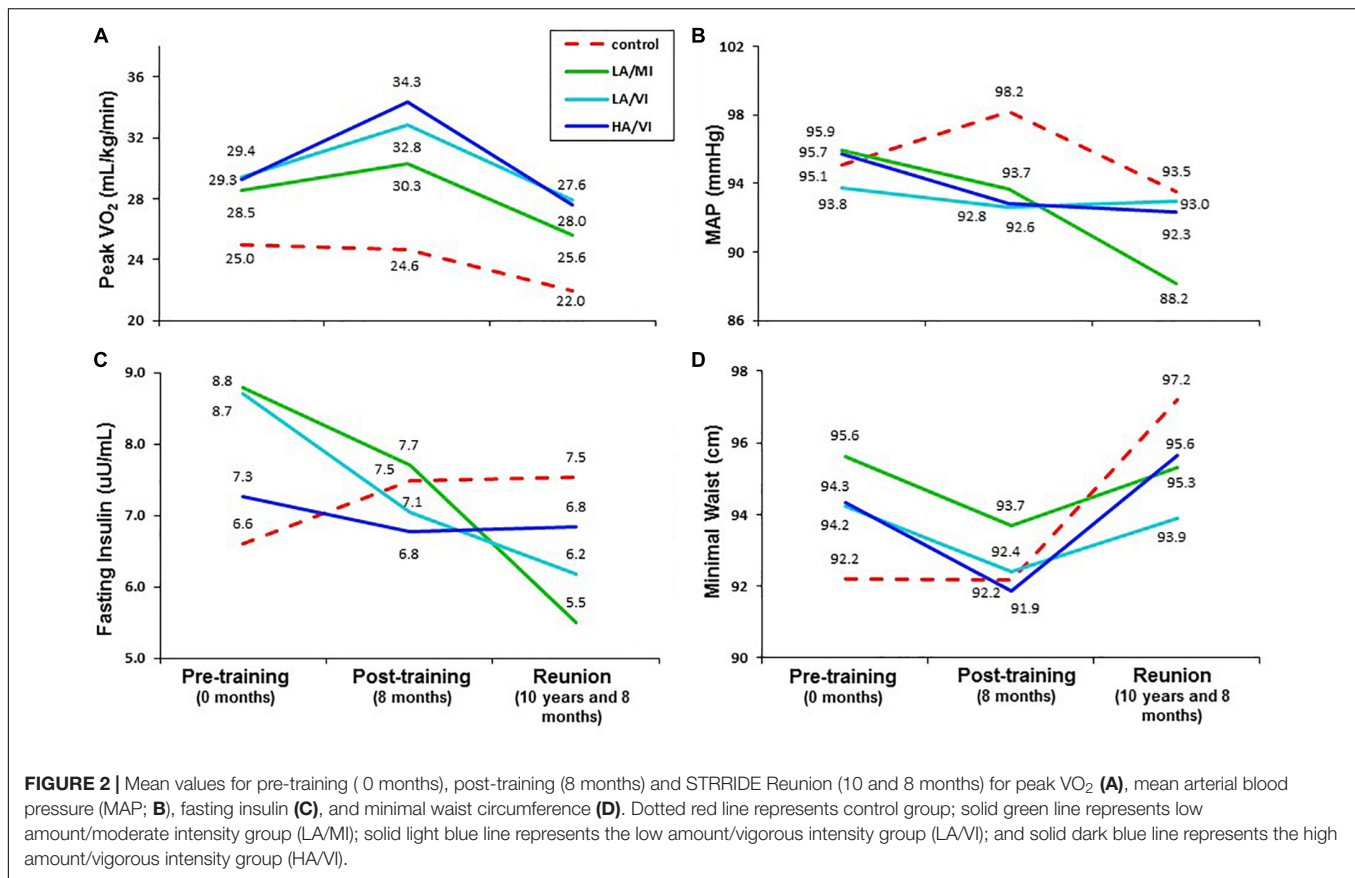 A
Peak VO₂ (mL/kg/min)
36
32
28
24
20
29.4
29.3
28.5
25.0
34.3
32.8
30.3
24.6
27.6
28.0
25.6
22.0
control
LA/MI
LA/VI
HA/VI
B
MAP (mmHg)
102
98
94
90
86
95.9
95.7
95.1
93.8
98.2
93.7
92.8
92.6
93.5
93.0
92.3
88.2
C
Fasting Insulin (uU/mL)
9.0
8.0
7.0
6.0
5.0
8.8
8.7
7.3
6.6
7.7
7.5
7.1
6.8
7.5
6.8
6.2
5.5
Pre-training
(0 months)
Post-training
(8 months)
Reunion
(10 years and 8
months)
D
Minimal Waist (cm)
98
96
94
92
90
95.6
94.3
94.2
92.2
93.7
92.4
92.2
91.9
97.2
95.6
95.3
93.9
Pre-training
(0 months)
Post-training
(8 months)
Reunion
(10 years and 8
months)
FIGURE 2 | Mean values for pre-training ( 0 months), post-training (8 months) and STRRIDE Reunion (10 and 8 months) for peak VO₂ (A), mean arterial blood
pressure (MAP; B), fasting insulin (C), and minimal waist circumference (D). Dotted red line represents control group; solid green line represents low
amount/moderate intensity group (LA/MI); solid light blue line represents the low amount/vigorous intensity group (LA/VI); and solid dark blue line represents the high
amount/vigorous intensity group (HA/VI).